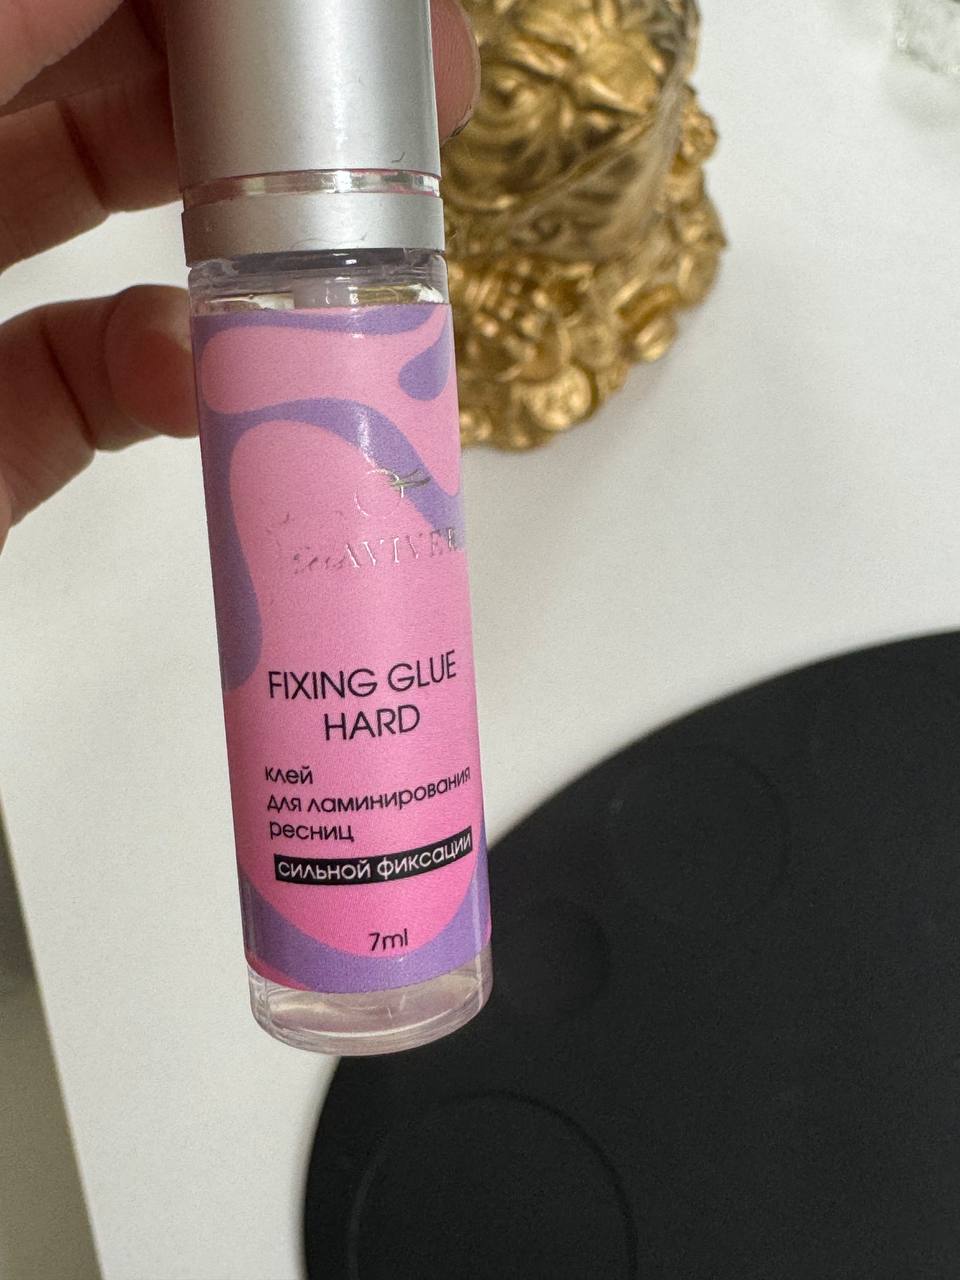 FIXING GLUE
HARD
клей
для ламинирования
ресниц
сильной фиксации
7ml